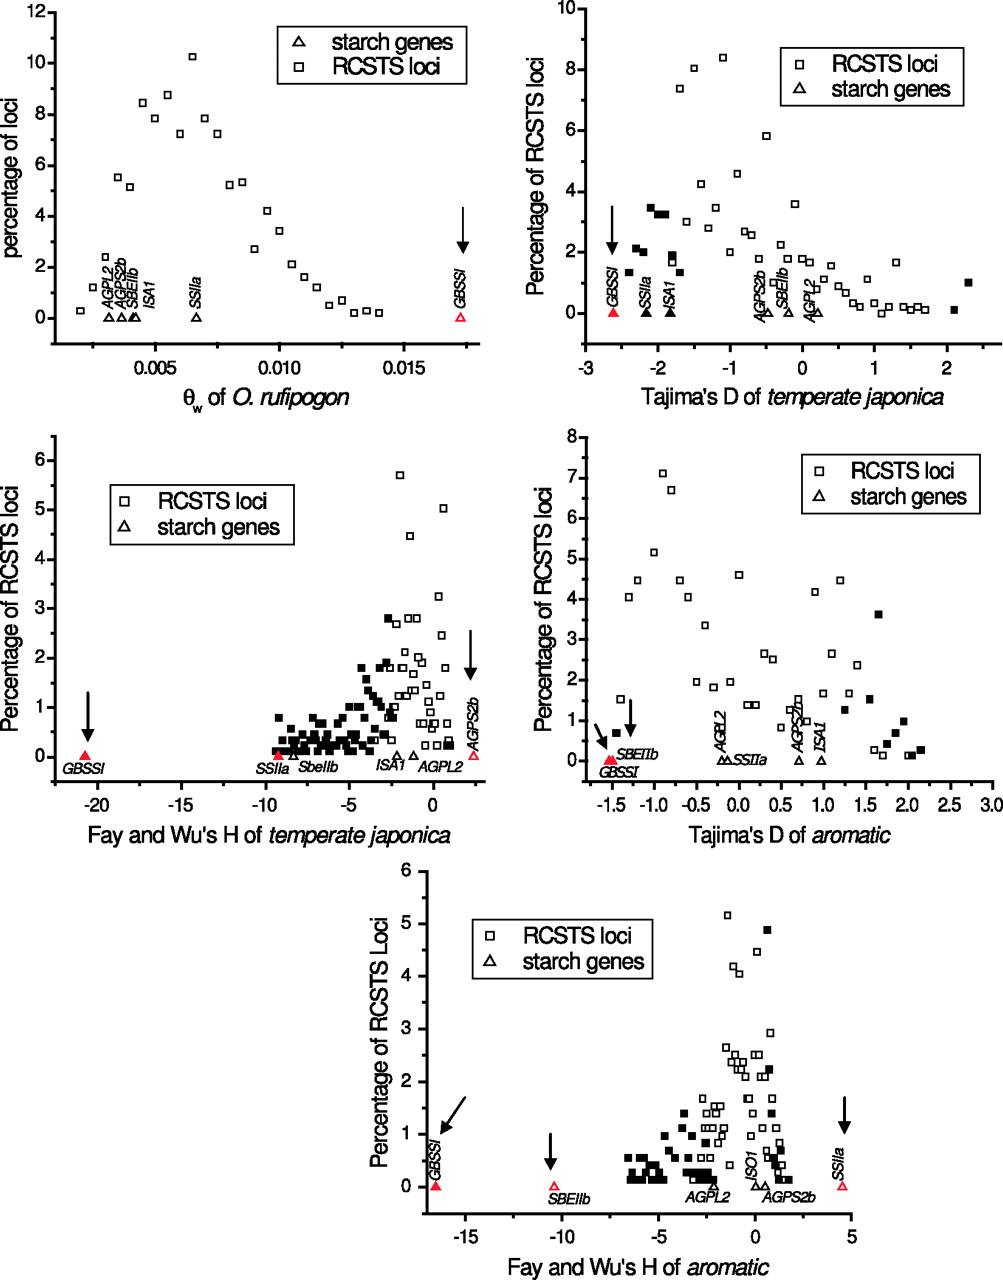 12
10
8
6
4
2
0
percentage of loci
starch genes
RCSTS loci
AGPL2
AGPS2b
SBEIIb
ISA1
SSIIa
GBSSI
0.005
0.010
0.015
θw of O. rufipogon
10
8
6
4
2
0
Percentage of RCSTS loci
RCSTS loci
starch genes
GBSSI
SSIIa
ISA1
AGPS2b
SBEIIb
AGPL2
-3
-2
-1
0
1
2
Tajima's D of temperate japonica
6
5
4
3
2
1
0
Percentage of RCSTS loci
RCSTS loci
starch genes
GBSSI
SSIIa
SbeIIb
ISA1
AGPL2
AGPS2b
-20
-15
-10
-5
0
Fay and Wu's H of temperate japonica
8
7
6
5
4
3
2
1
0
Percentage of RCSTS loci
RCSTS loci
starch genes
SBEIIb
GBSSI
AGPL2
SSIIa
AGPS2b
ISA1
-1.5
-1.0
-0.5
0.0
0.5
1.0
1.5
2.0
2.5
3.0
Tajima's D of aromatic
6
5
4
3
2
1
0
Percentage of RCSTS Loci
RCSTS loci
starch genes
GBSSI
SBEIIb
AGPL2
ISO1
AGPS2b
SSIIa
-15
-10
-5
0
5
Fay and Wu's H of aromatic